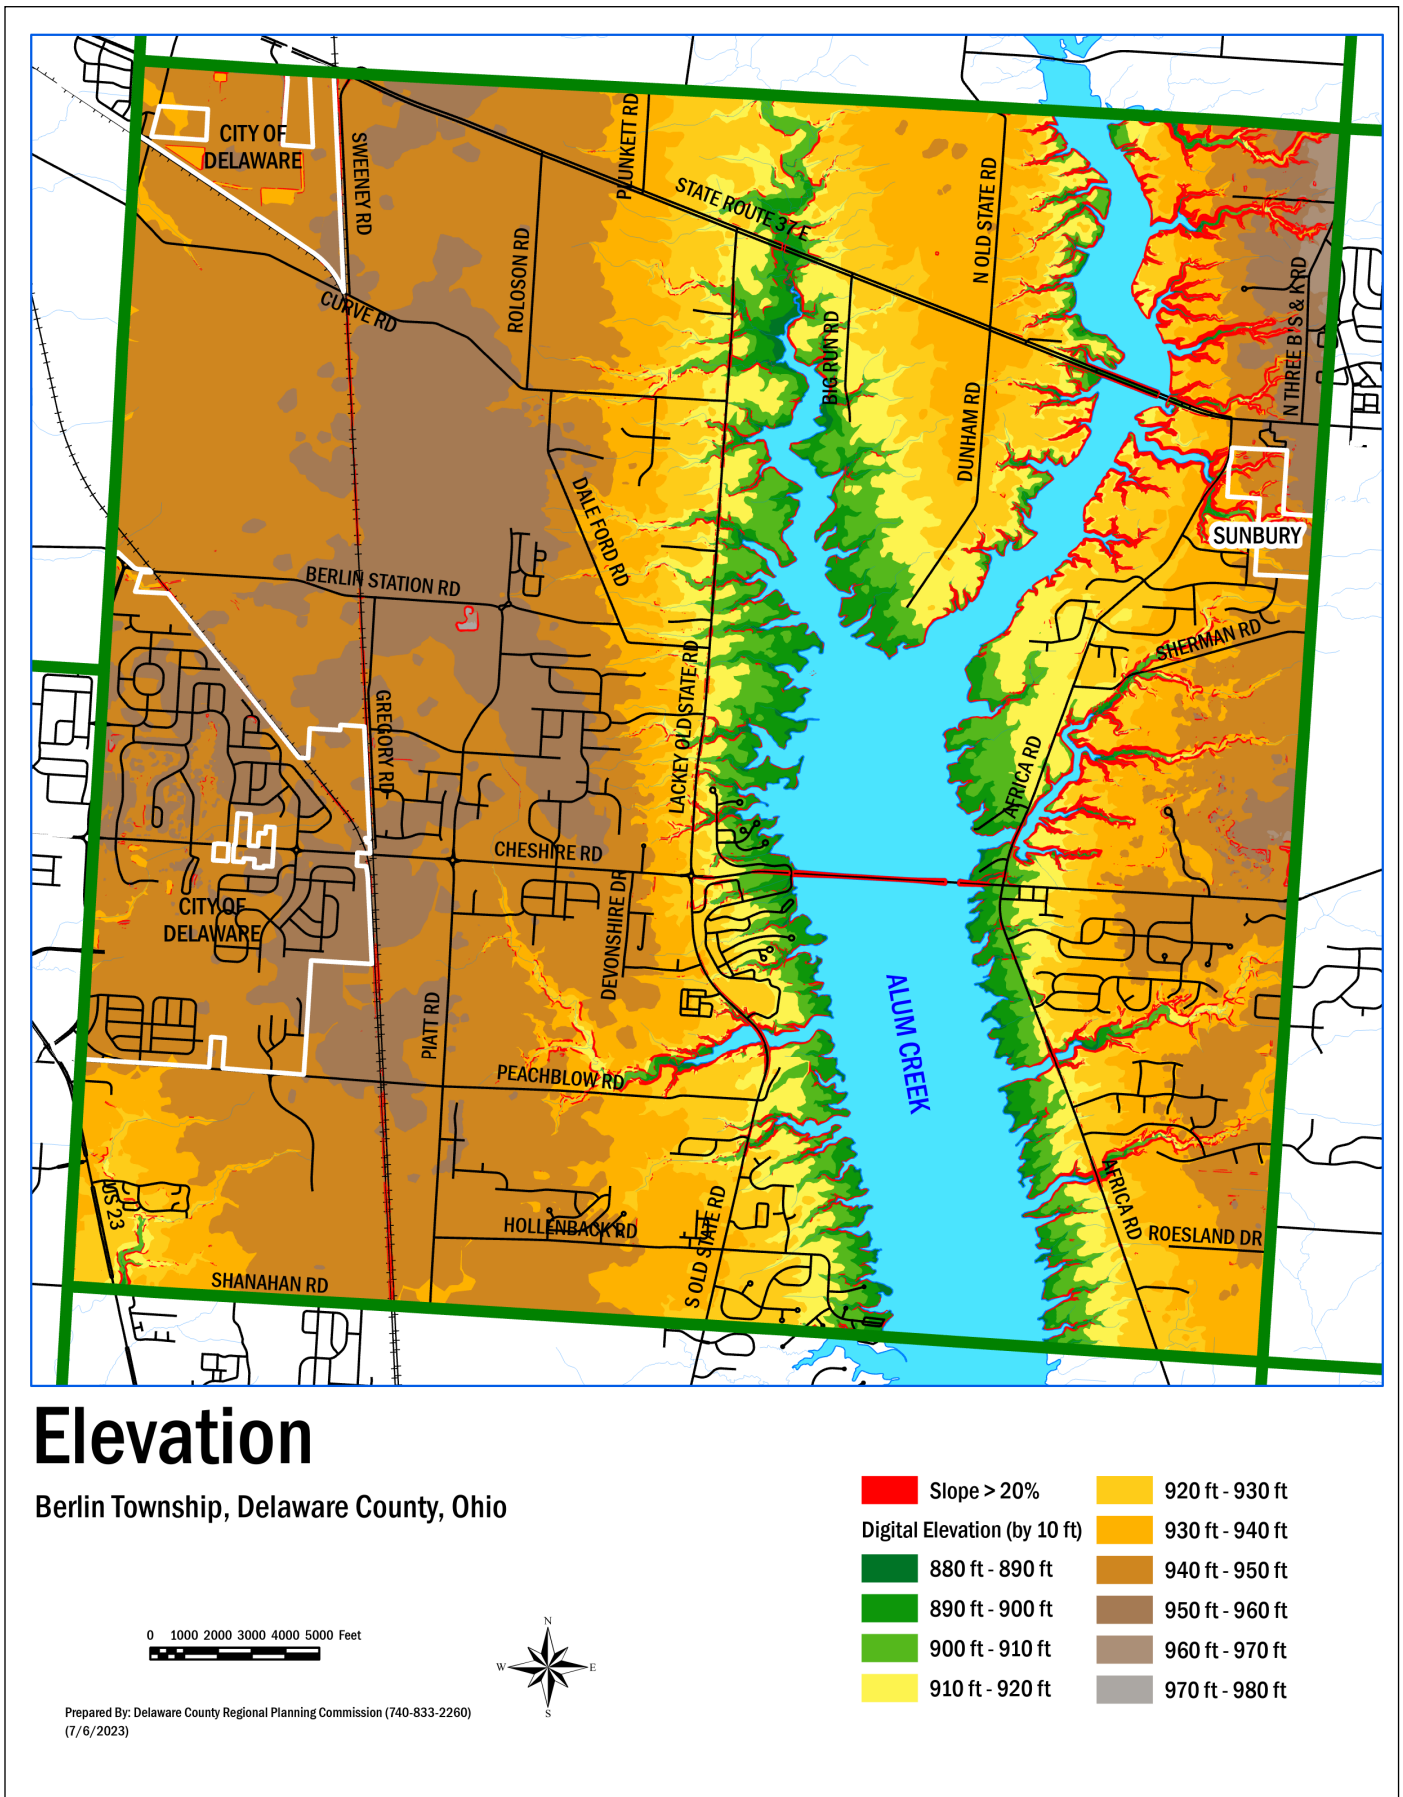 CITY OF
DELAWARE
SWEENEY RD
PLUNKETT RD
STATE ROUTE 37 E
N OLD STATE RD
ROLOSON RD
CURVE RD
BIG RUN RD
N THREE B'S & K RD
DUNHAM RD
DALE FORD RD
SUNBURY
BERLIN STATION RD
SHERMAN RD
LACKEY OLD STATE RD
GREGORY RD
AFRICA RD
CHESHIRE RD
CITY OF
DELAWARE
DEVONSHIRE DR
PIATT RD
ALUM CREEK
PEACHBLOW RD
US 23
HOLLENBACK RD
S OLD STATE RD
AFRICA RD
ROESLAND DR
SHANAHAN RD
Elevation
Berlin Township, Delaware County, Ohio
0 1000 2000 3000 4000 5000 Feet
N
W E
S
Prepared By: Delaware County Regional Planning Commission (740-833-2260)
(7/6/2023)
Slope > 20%
Digital Elevation (by 10 ft)
880 ft - 890 ft
890 ft - 900 ft
900 ft - 910 ft
910 ft - 920 ft
920 ft - 930 ft
930 ft - 940 ft
940 ft - 950 ft
950 ft - 960 ft
960 ft - 970 ft
970 ft - 980 ft